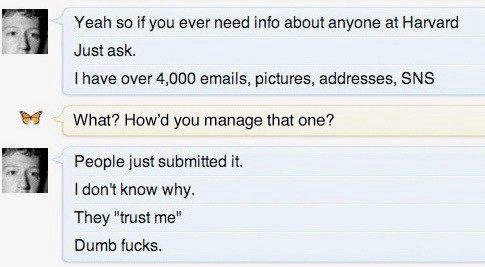 Yeah so if you ever need info about anyone at Harvard
Just ask.
I have over 4,000 emails, pictures, addresses, SNS
What? How’d you manage that one?
People just submitted it.
I don't know why.
They "trust me"
Dumb fucks.